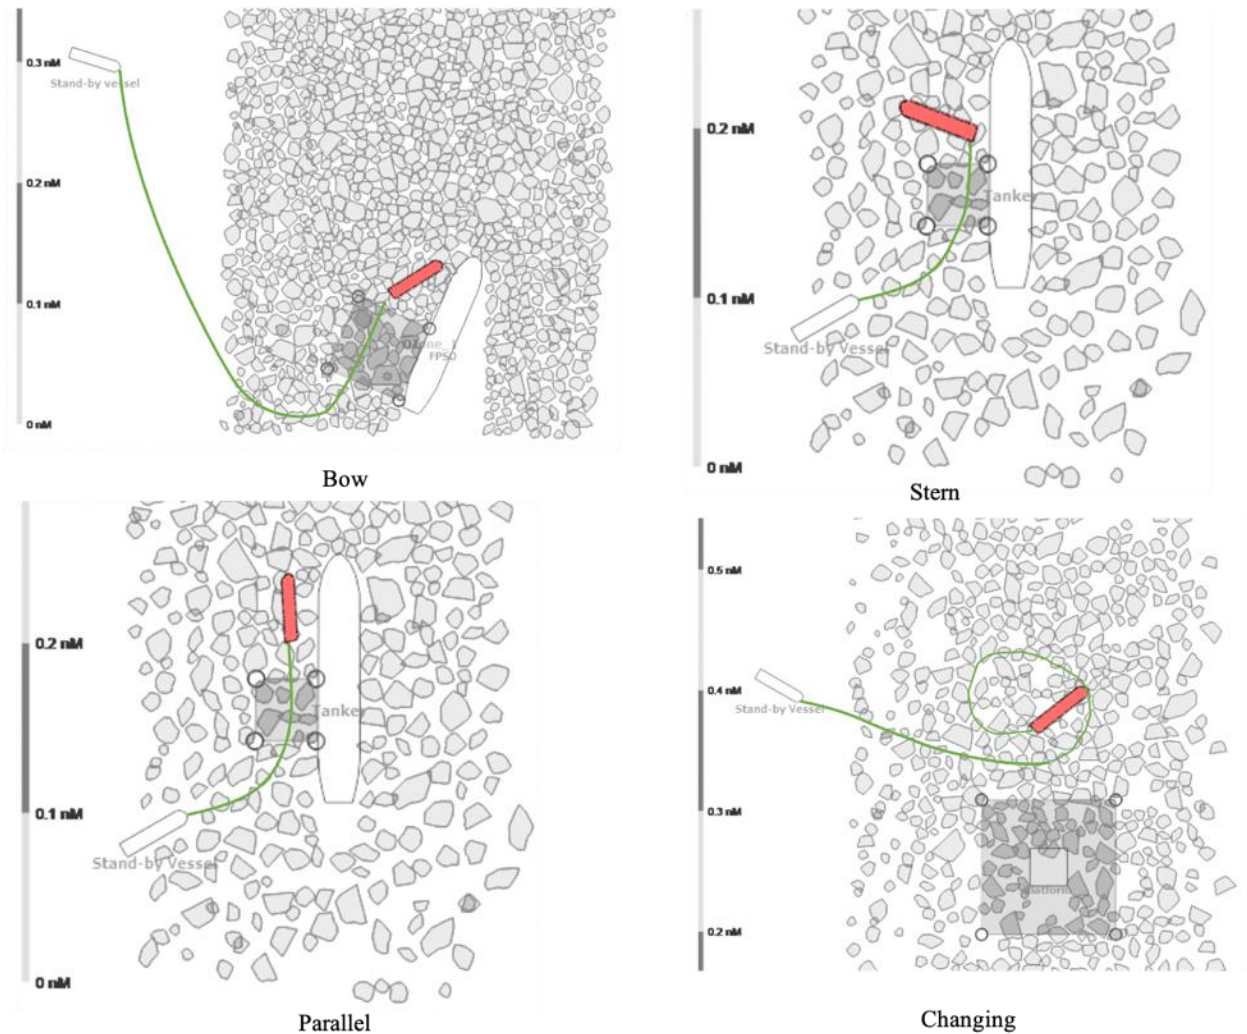 0.3 nM
Stand-by vessel
0.2 nM
0.1 nM
FPSO
0 nM
Bow
0.2 nM
Tanker
0.1 nM
Stand-by Vessel
0 nM
Stern
0.2 nM
Tanker
0.1 nM
Stand-by Vessel
0 nM
Parallel
0.5 nM
0.4 nM
Stand-by Vessel
0.3 nM
Platform
0.2 nM
Changing